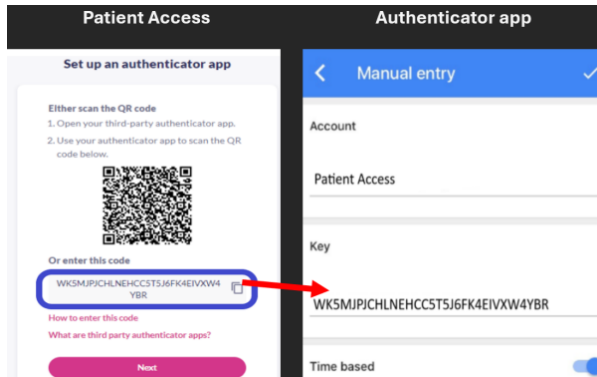 Patient Access
Set up an authenticator app
Either scan the QR code
1. Open your third-party authenticator app.
2. Use your authenticator app to scan the QR
code below.
Or enter this code
WK5MJPJCHLNEHCC5T5J6FK4EIVXW4
YBR
How to enter this code
What are third party authenticator apps?
Next
Authenticator app
Manual entry
Account
Patient Access
Key
WK5MJPJCHLNEHCC5T5J6FK4EIVXW4YBR
Time based